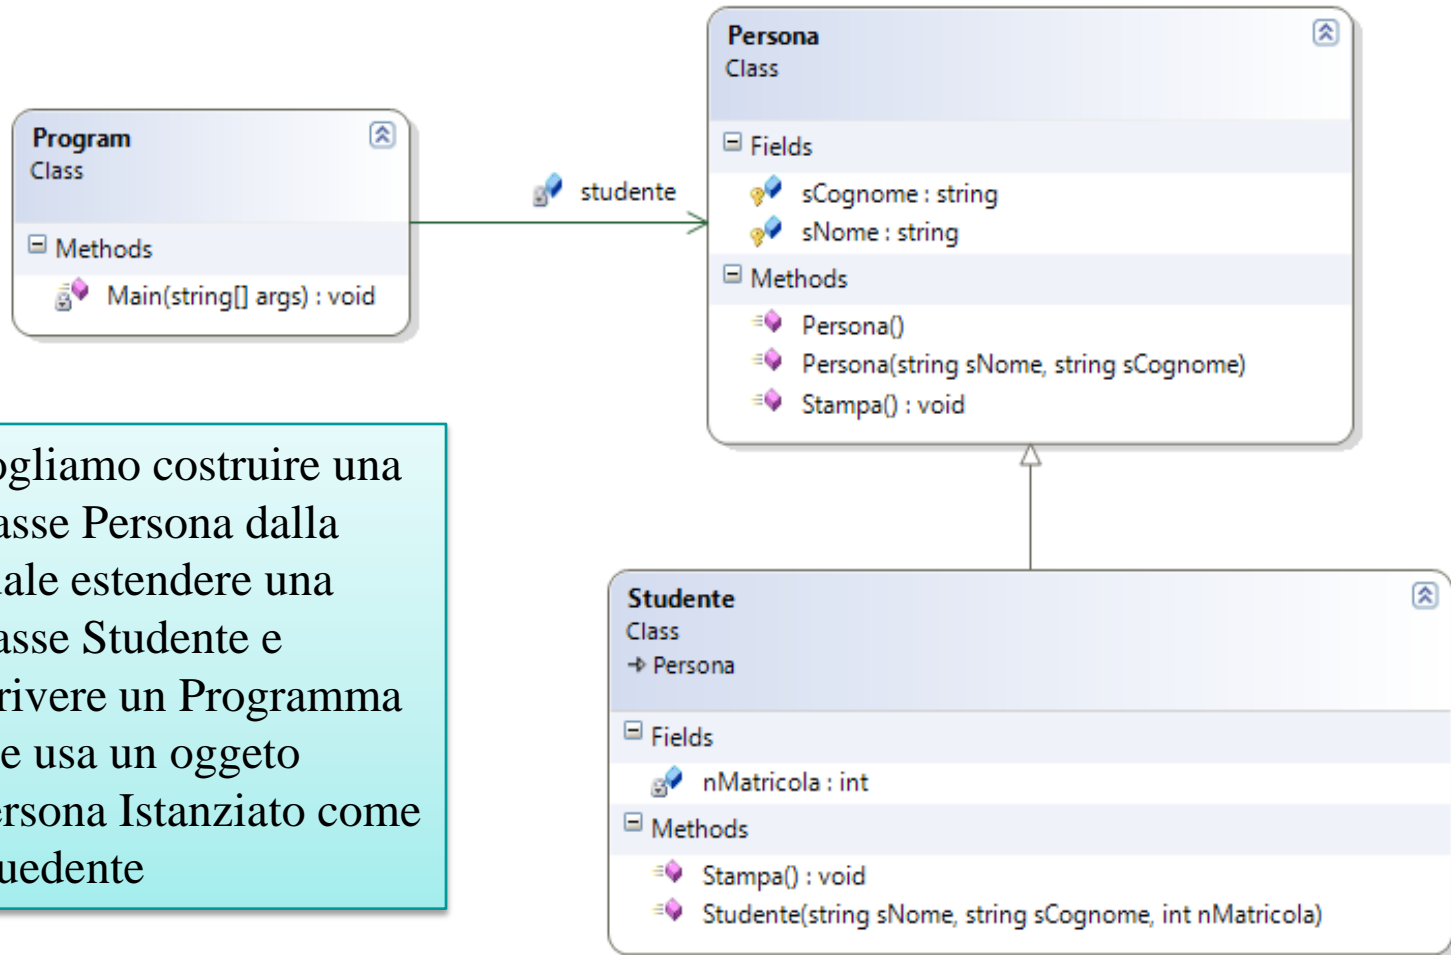 Program
Class
Methods
Main(string[] args) : void
studente
Persona
Class
Fields
sCognome : string
sNome : string
Methods
Persona()
Persona(string sNome, string sCognome)
Stampa() : void
ogliamo costruire una
asse Persona dalla
ale estendere una
asse Studente e
rivere un Programma
e usa un oggeto
ersona Istanziato come
uedente
Studente
Class
Persona
Fields
nMatricola : int
Methods
Stampa() : void
Studente(string sNome, string sCognome, int nMatricola)